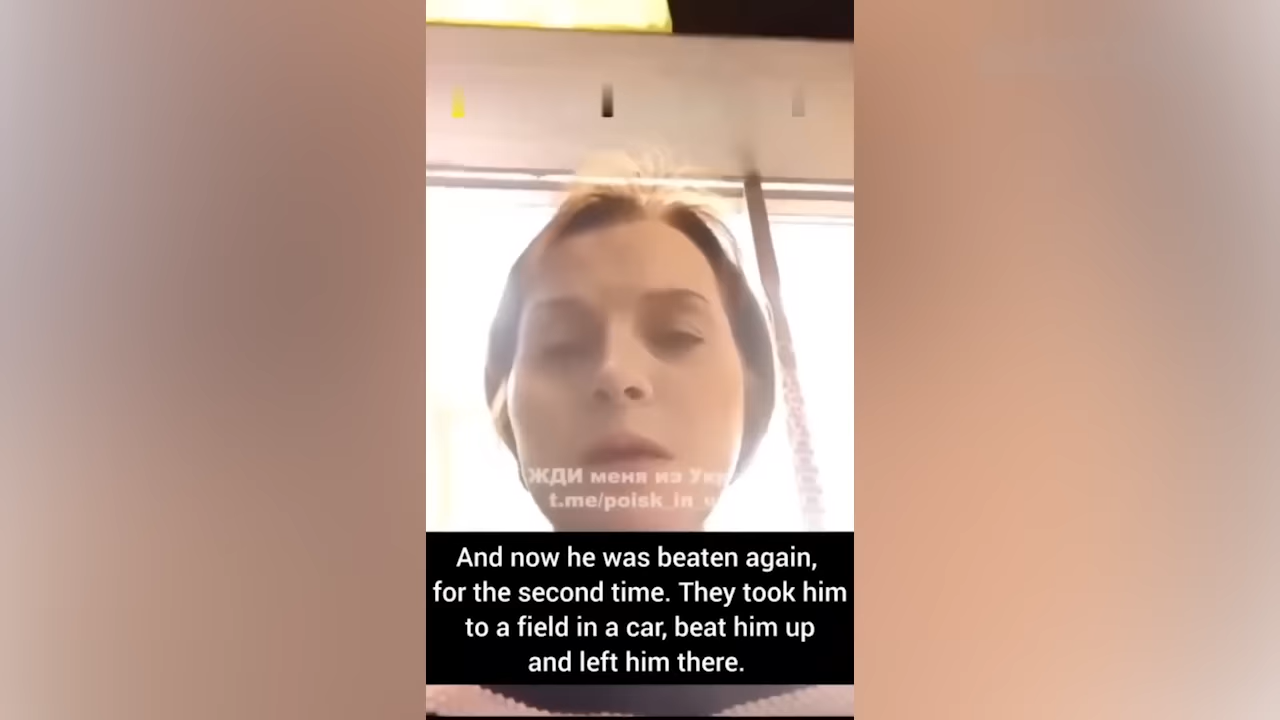 ЖДИ меня из Укр
t.me/poisk_in_
And now he was beaten again,
for the second time. They took him
to a field in a car, beat him up
and left him there.